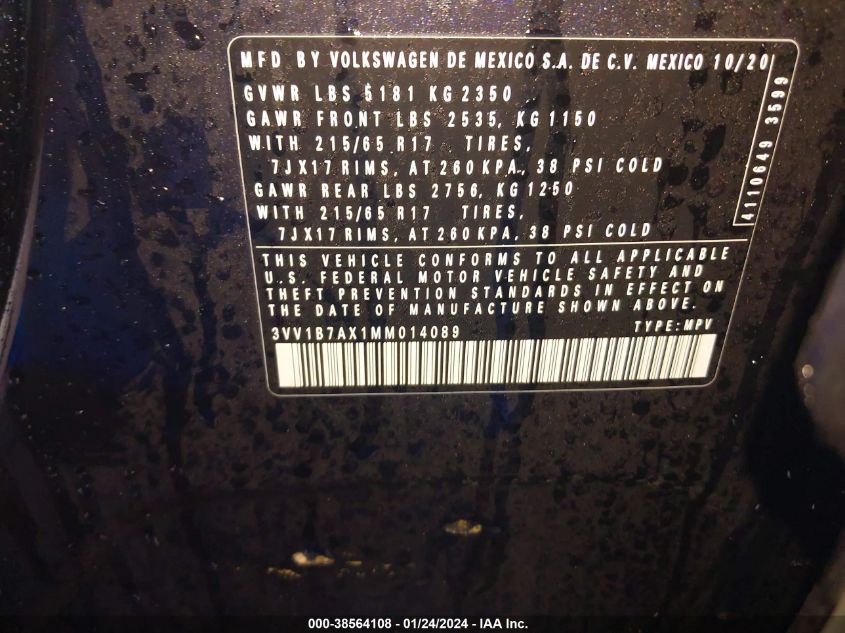 MFD BY VOLKSWAGEN DE MEXICO S.A. DE C.V. MEXICO 10/20
GVWR LBS 5181 KG 2350
GAWR FRONT LBS 2535, KG 1150
WITH 215/65 R17 TIRES,
7JX17 RIMS, AT 260 KPA., 38 PSI COLD
GAWR REAR LBS 2756, KG 1250
WITH 215/65 R17 TIRES,
7JX17 RIMS, AT 260 KPA, 38 PSI COLD
4110649 3599
THIS VEHICLE CONFORMS TO ALL APPLICABLE
U.S. FEDERAL MOTOR VEHICLE SAFETY AND
THEFT PREVENTION STANDARDS IN EFFECT ON
THE DATE OF MANUFACTURE SHOWN ABOVE.
3VV1B7AX1MM014089 TYPE: MPV
000-38564108 - 01/24/2024 - IAA Inc.